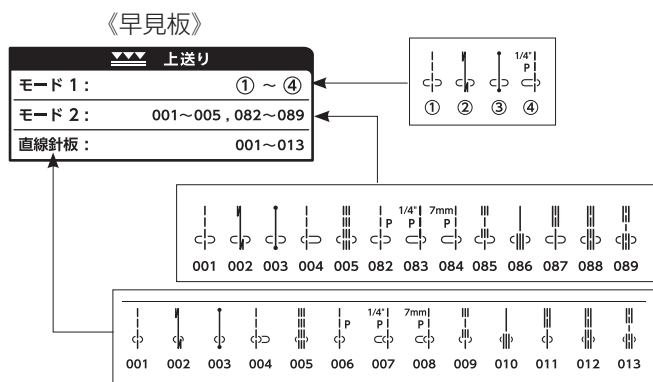 《早見板》
上送り
モード 1 : ① ~ ④
モード 2 : 001~005 , 082~089
直線針板 : 001~013
1/4"
P
① ② ③ ④
1/4" 7mm
P P P
001 002 003 004 005 082 083 084 085 086 087 088 089
1/4" 7mm
P P P
001 002 003 004 005 006 007 008 009 010 011 012 013